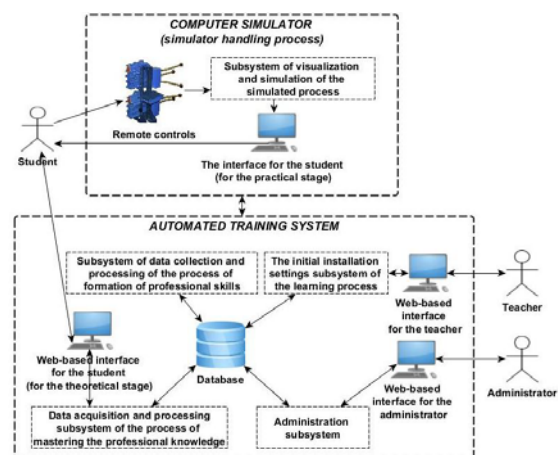 COMPUTER SIMULATOR
(simulator handling process)
Subsystem of visualization
and simulation of the
simulated process
Remote controls
Student
The interface for the student
(for the practical stage)
AUTOMATED TRAINING SYSTEM
Subsystem of data collection and
processing of the process of
formation of professional skills
The initial installation
settings subsystem of
the learning process
Web-based
interface
for the teacher
Teacher
Web-based interface
for the student
(for the theoretical stage)
Database
Web-based
interface for the
administrator
Administrator
Data acquisition and processing
subsystem of the process of
mastering the professional knowledge
Administration
subsystem